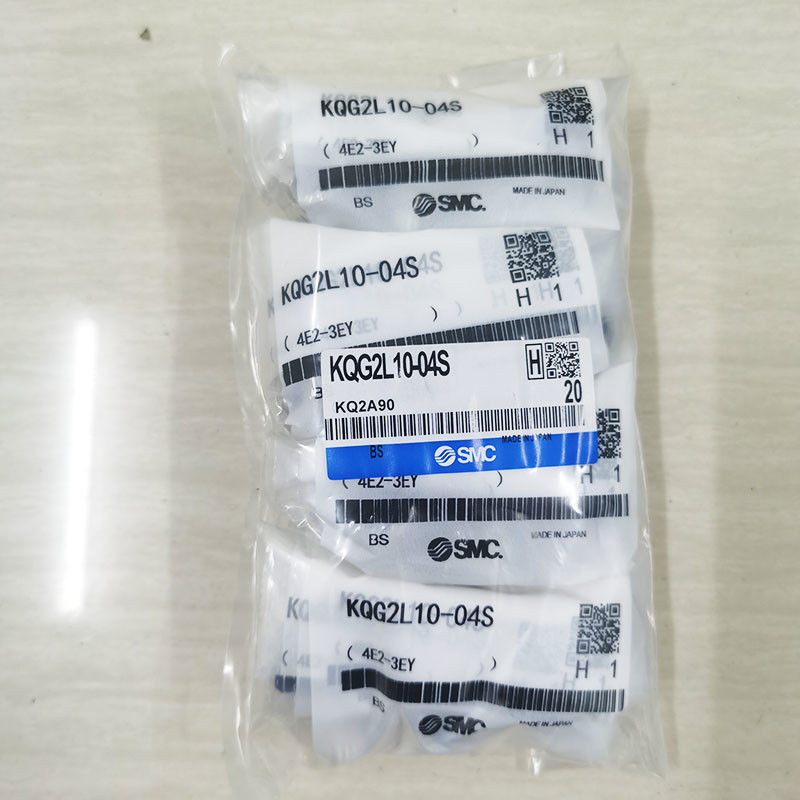 KQG2L10-04S
H 1
( 4E2-3EY )
BS SMC. MADE IN JAPAN
KQG2L10-04S
H 1
( 4E2-3EY )
KQG2L10-04S H
20
KQ2A90
BS SMC MADE IN JAPAN
H 1
( 4E2-3EY )
BS SMC. MADE IN JAPAN
KQG2L10-04S
( 4E2-3EY )
H 1
BS SMC MADE IN JAPAN